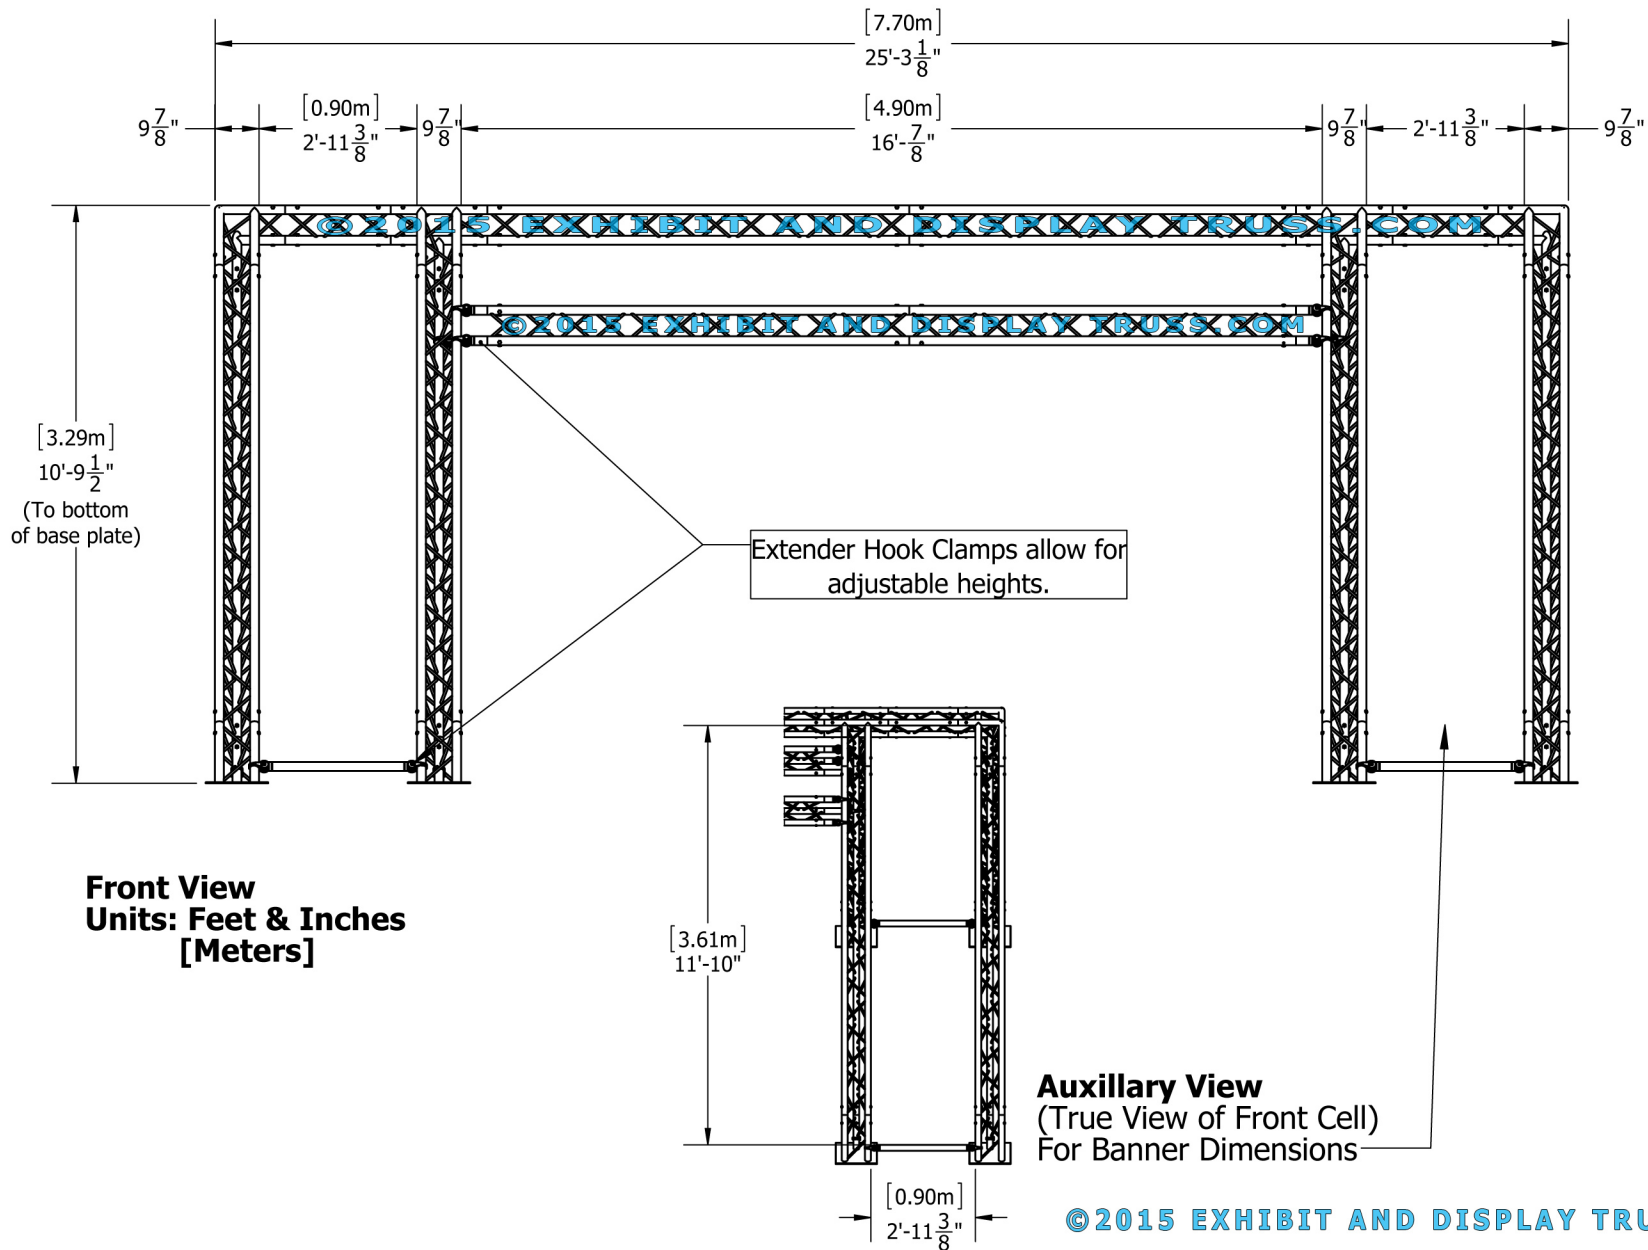 [7.70m]
25'-3 1/8"
9 7/8"
[0.90m]
2'-11 3/8"
9 7/8"
[4.90m]
16'-7/8"
9 7/8"
2'-11 3/8"
9 7/8"
©2015 EXHIBIT AND DISPLAY TRUSS.COM
©2015 EXHIBIT AND DISPLAY TRUSS.COM
[3.29m]
10'-9 1/2"
(To bottom
of base plate)
Extender Hook Clamps allow for
adjustable heights.
Front View
Units: Feet & Inches
[Meters]
[3.61m]
11'-10"
Auxillary View
(True View of Front Cell)
For Banner Dimensions
[0.90m]
2'-11 3/8"
©2015 EXHIBIT AND DISPLAY TRU